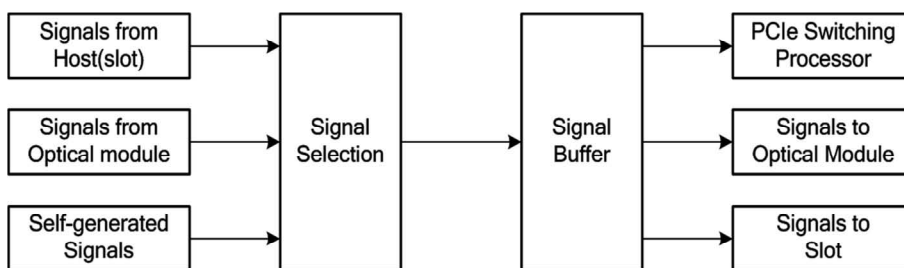 Signals from
Host(slot)
Signals from
Optical module
Self-generated
Signals
Signal
Selection
Signal
Buffer
PCIe Switching
Processor
Signals to
Optical Module
Signals to
Slot